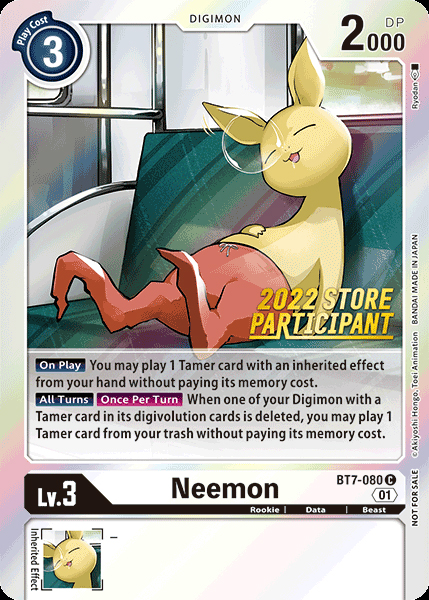 Play Cost
3
DIGIMON
DP
2000
Ryodan
2022 STORE
PARTICIPANT
On Play You may play 1 Tamer card with an inherited effect
from your hand without paying its memory cost.
All Turns Once Per Turn When one of your Digimon with a
Tamer card in its digivolution cards is deleted, you may play 1
Tamer card from your trash without paying its memory cost.
©Akiyoshi Hongo, Toei Animation BANDAI MADE IN JAPAN
NOT FOR SALE
Lv.3
Neemon
BT7-080 C
01
Rookie | Data | Beast
Inherited Effect
–